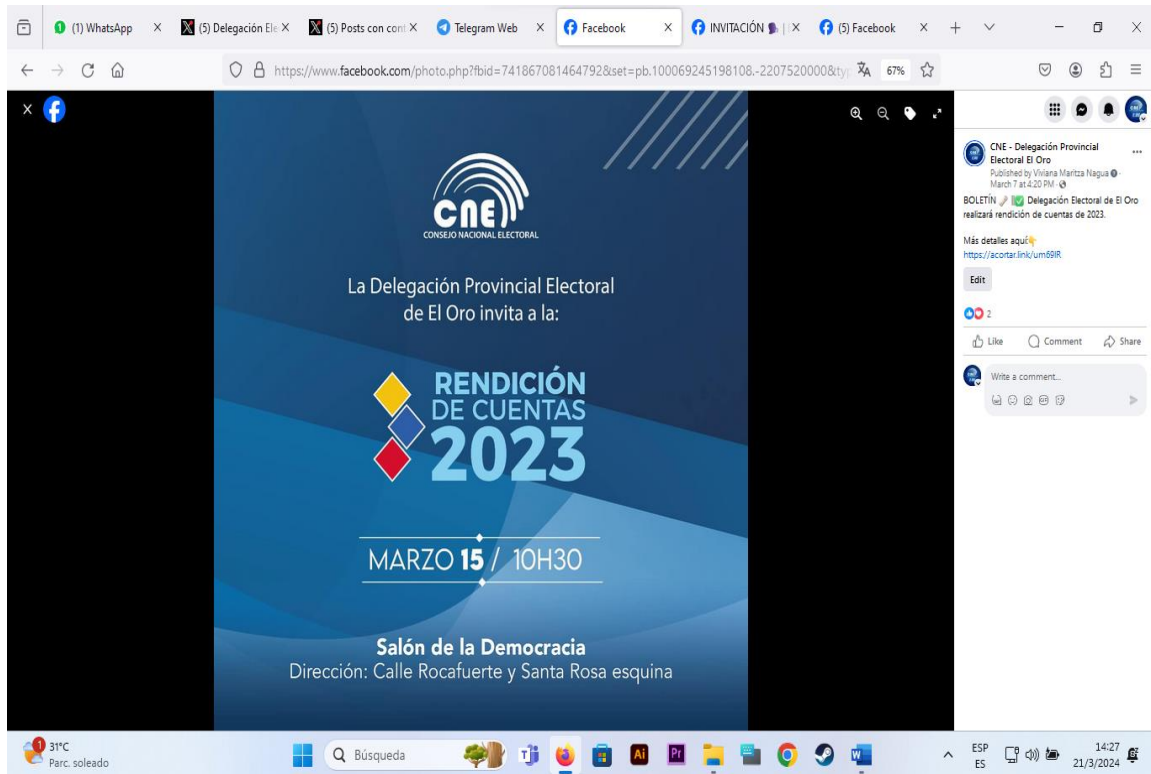 (1) WhatsApp
(5) Delegación Ele
(5) Posts con cont
Telegram Web
Facebook
INVITACIÓN
(5) Facebook
https://www.facebook.com/photo.php?fbid=741867081464792&set=pb.100069245198108.-2207520000&typ
67%
CNE
CONSEJO NACIONAL ELECTORAL
La Delegación Provincial Electoral
de El Oro invita a la:
RENDICIÓN
DE CUENTAS
2023
MARZO 15 / 10H30
Salón de la Democracia
Dirección: Calle Rocafuerte y Santa Rosa esquina
CNE - Delegación Provincial
Electoral El Oro
Published by Viviana Maritza Nagua
March 7 at 4:20 PM
BOLETÍN Delegación Electoral de El Oro
realizará rendición de cuentas de 2023.
Más detalles aquí:
https://acortar.link/um69IR
Edit
2
Like Comment Share
Write a comment...
1
31°C
Parc. soleado
Búsqueda
Ai
Pr
ESP
ES
14:27
21/3/2024